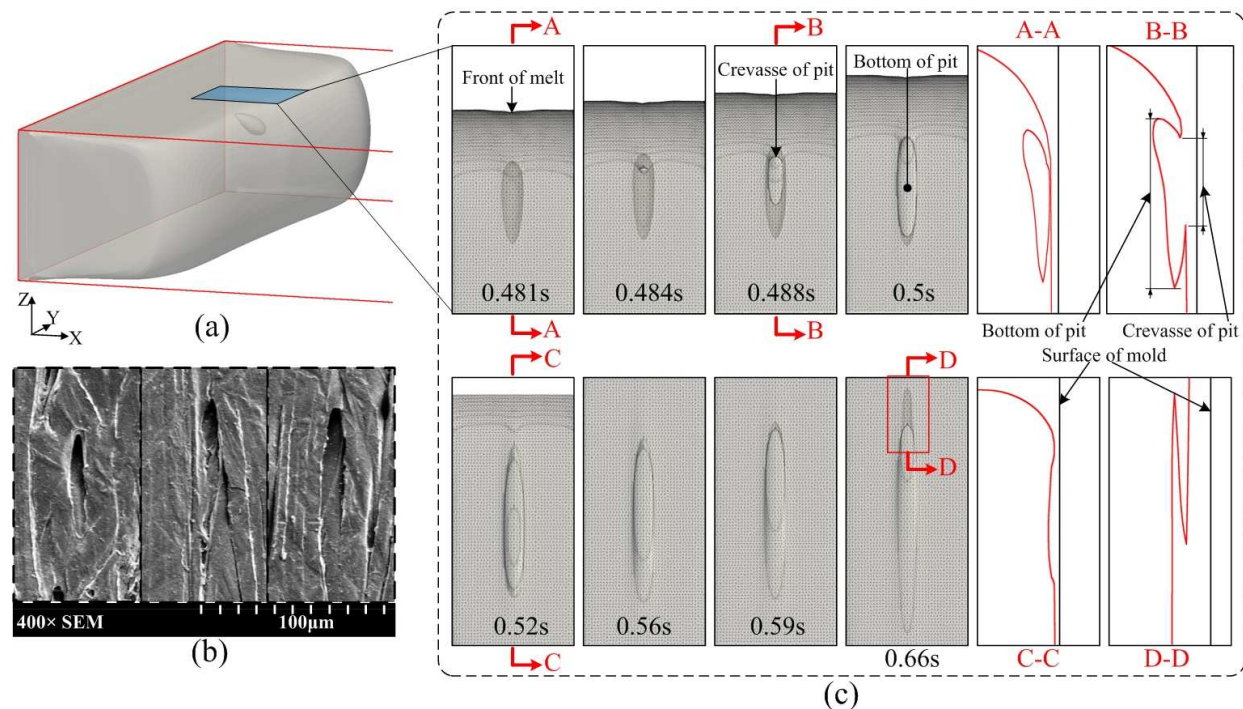 A
B
A-A
B-B
Front of melt
Crevasse of pit
Bottom of pit
0.481s
0.484s
0.488s
0.5s
A
B
Z
Y
X
(a)
Bottom of pit
Crevasse of pit
Surface of mold
C
D
D
0.52s
0.56s
0.59s
0.66s
C
C-C
D-D
400× SEM
100μm
(b)
(c)